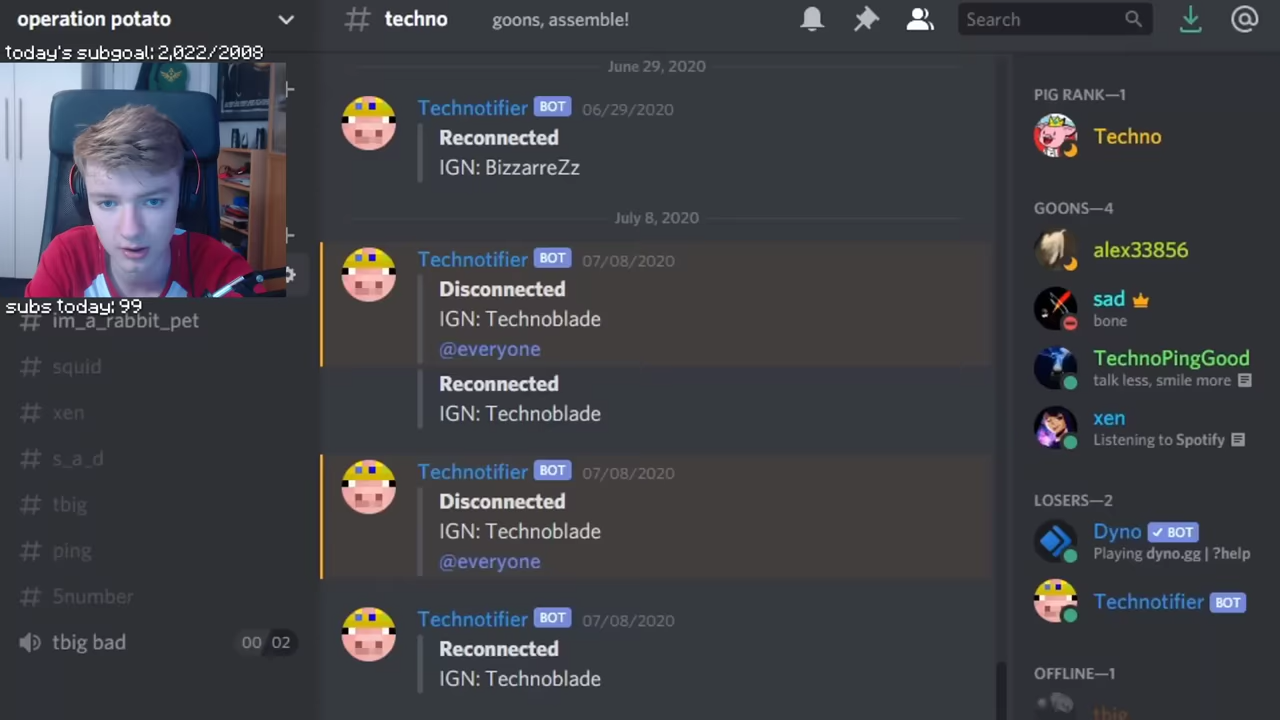 operation potato
# techno
goons, assemble!
Search
today's subgoal: 2,022/2008
subs today: 99
# im_a_rabbit_pet
# squid
# xen
# s_a_d
# tbig
# ping
# 5number
tbig bad
00 02
June 29, 2020
Technotifier BOT 06/29/2020
Reconnected
IGN: BizzarreZz
July 8, 2020
Technotifier BOT 07/08/2020
Disconnected
IGN: Technoblade
@everyone
Reconnected
IGN: Technoblade
Technotifier BOT 07/08/2020
Disconnected
IGN: Technoblade
@everyone
Technotifier BOT 07/08/2020
Reconnected
IGN: Technoblade
PIG RANK—1
Techno
GOONS—4
alex33856
sad
bone
TechnoPingGood
talk less, smile more
xen
Listening to Spotify
LOSERS—2
Dyno ✓ BOT
Playing dyno.gg | ?help
Technotifier BOT
OFFLINE—1
tbig